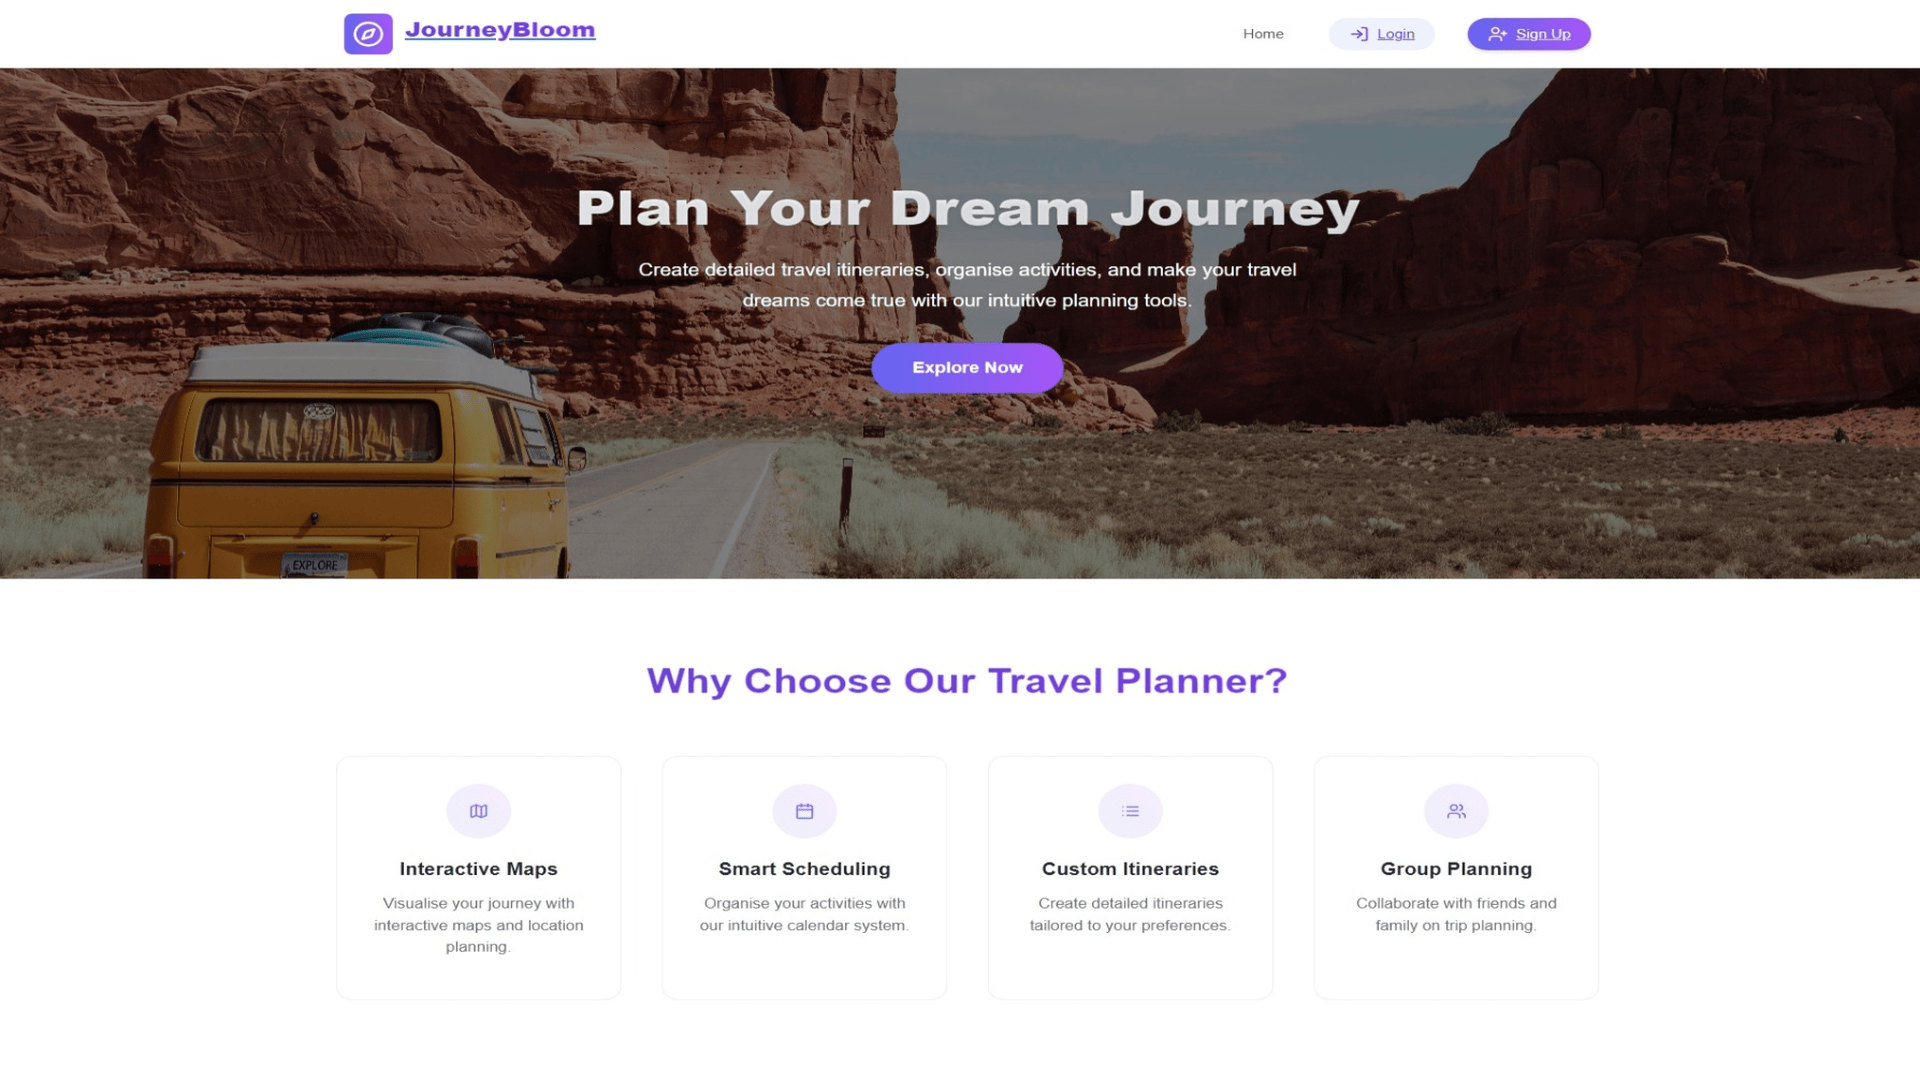 JourneyBloom
Home
Login
Sign Up
Plan Your Dream Journey
Create detailed travel itineraries, organise activities, and make your travel
dreams come true with our intuitive planning tools.
Explore Now
EXPLORE
Why Choose Our Travel Planner?
Interactive Maps
Visualise your journey with
interactive maps and location
planning.
Smart Scheduling
Organise your activities with
our intuitive calendar system.
Custom Itineraries
Create detailed itineraries
tailored to your preferences.
Group Planning
Collaborate with friends and
family on trip planning.